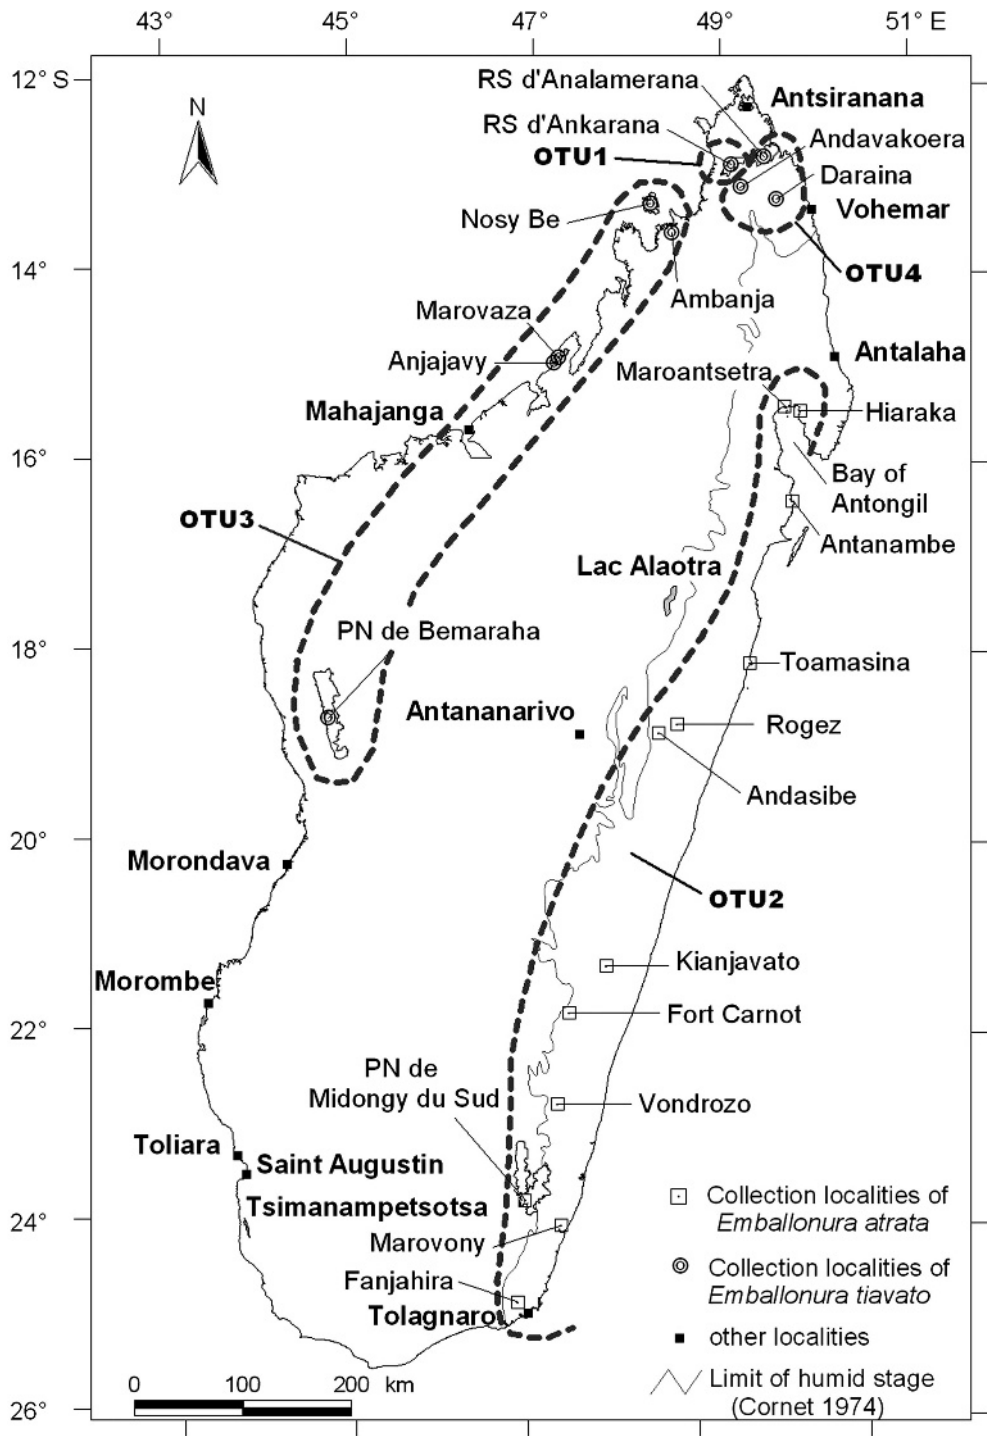 43°
45°
47°
49°
51° E
12° S
RS d'Analamerana
Antsiranana
N
RS d'Ankarana
Andavakoera
OTU1
Daraina
Nosy Be
Vohemar
14°
OTU4
Ambanja
Marovaza
Anjajavy
Antalaha
Maroantsetra
Mahajanga
Hiaraka
16°
Bay of
Antongil
OTU3
Antanambe
Lac Alaotra
PN de Bemaraha
18°
Toamasina
Antananarivo
Rogez
Andasibe
20°
Morondava
OTU2
Kianjavato
Morombe
Fort Carnot
22°
PN de
Midongy du Sud
Vondrozo
Toliara
Saint Augustin
Tsimanampetsotsa
24°
Marovony
Fanjahira
Tolagnaro
Collection localities of
Emballonura atrata
Collection localities of
Emballonura tiavato
other localities
Limit of humid stage
(Cornet 1974)
0 100 200 km
26°